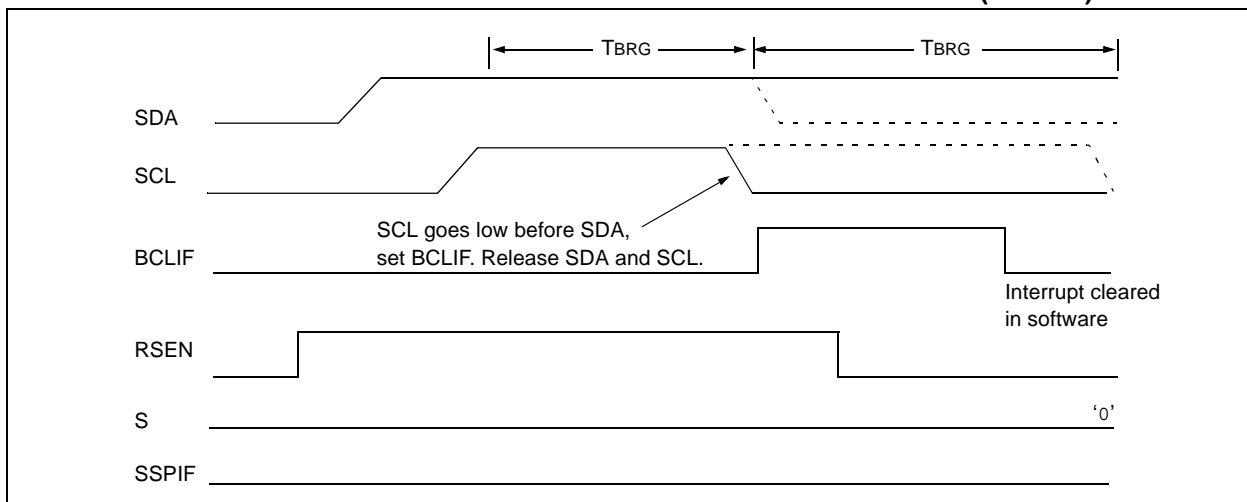 TBRG TBRG
SDA
SCL
SCL goes low before SDA,
set BCLIF. Release SDA and SCL.
BCLIF
Interrupt cleared
in software
RSEN
S
‘0’
SSPIF